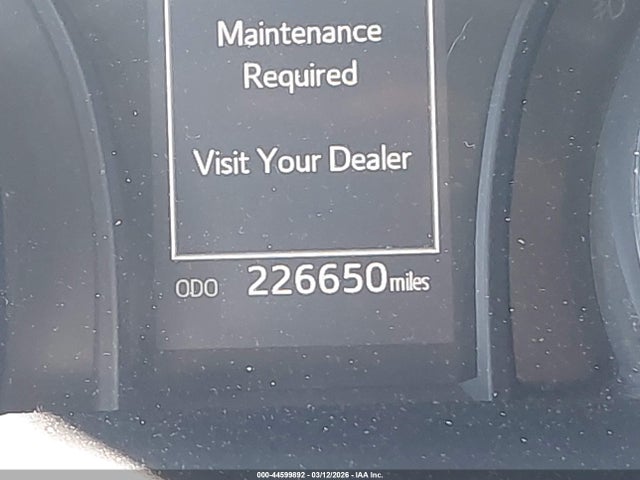 Maintenance
Required
Visit Your Dealer
ODO 226650 miles
000-44599892 - 03/12/2026 - IAA Inc.